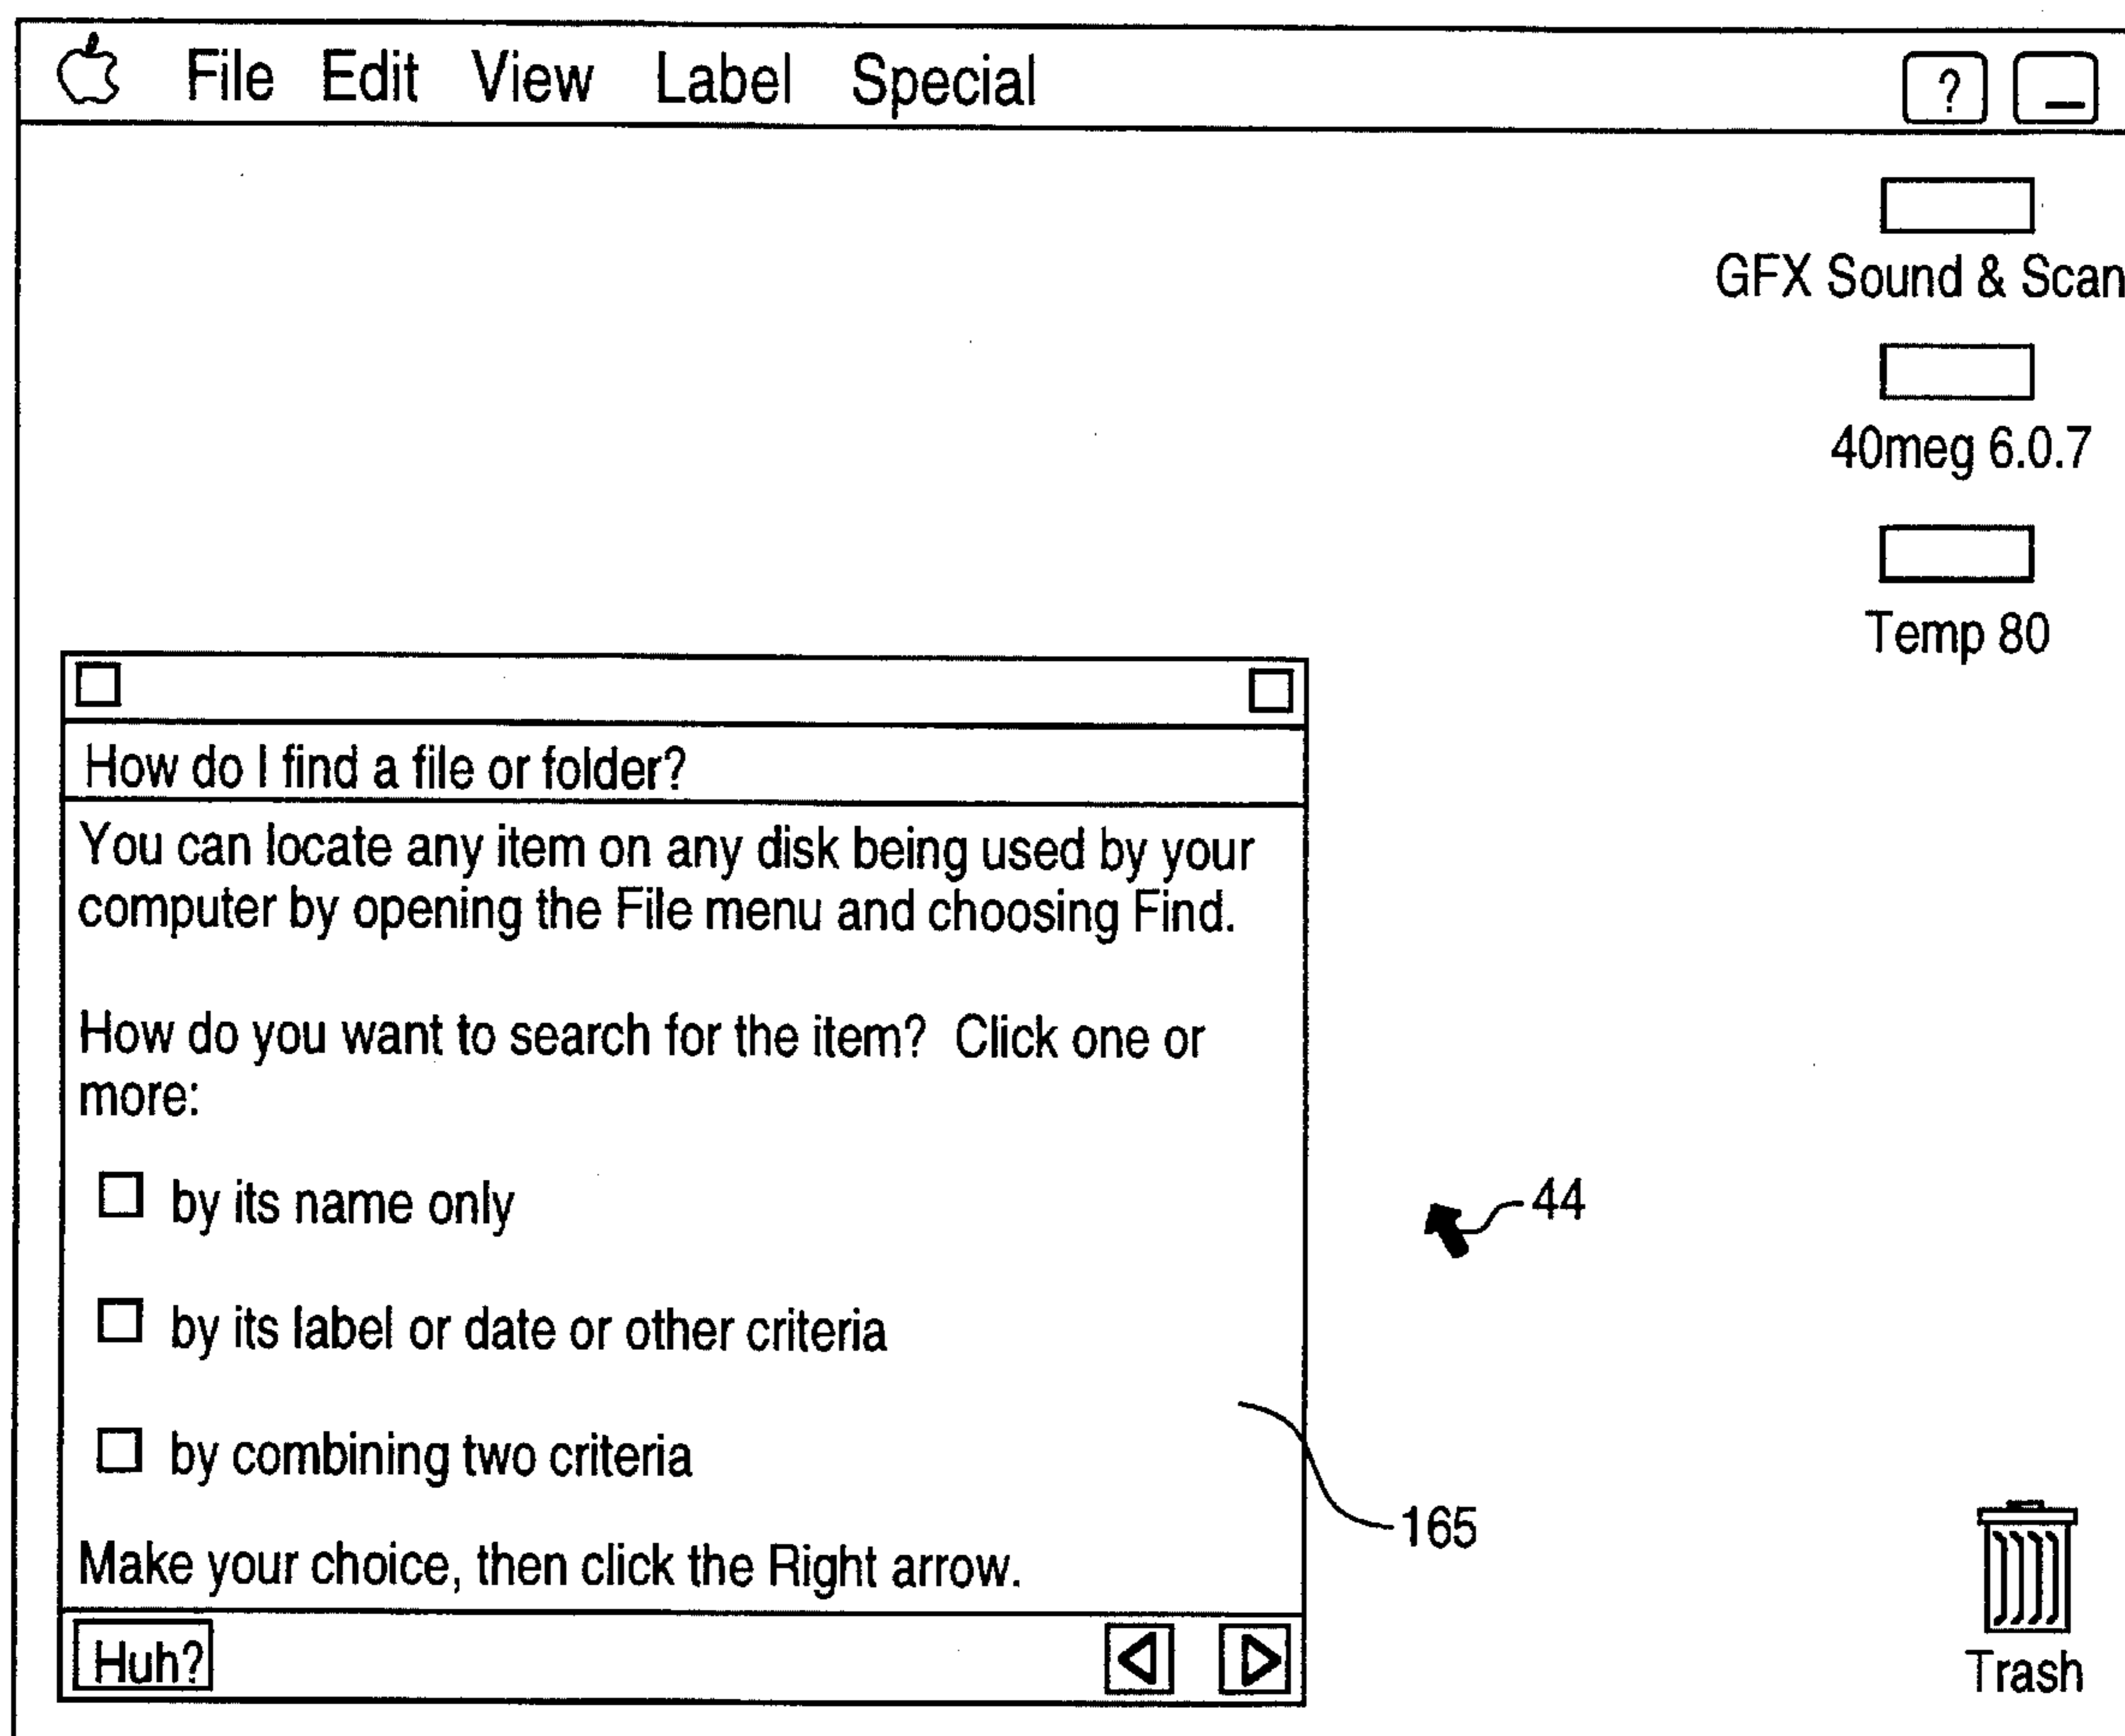 File Edit View Label Special ?
GFX Sound & Scan
40meg 6.0.7
Temp 80
How do I find a file or folder?
You can locate any item on any disk being used by your
computer by opening the File menu and choosing Find.
How do you want to search for the item? Click one or
more:
by its name only
44
by its label or date or other criteria
by combining two criteria
165
Make your choice, then click the Right arrow.
Huh?
Trash